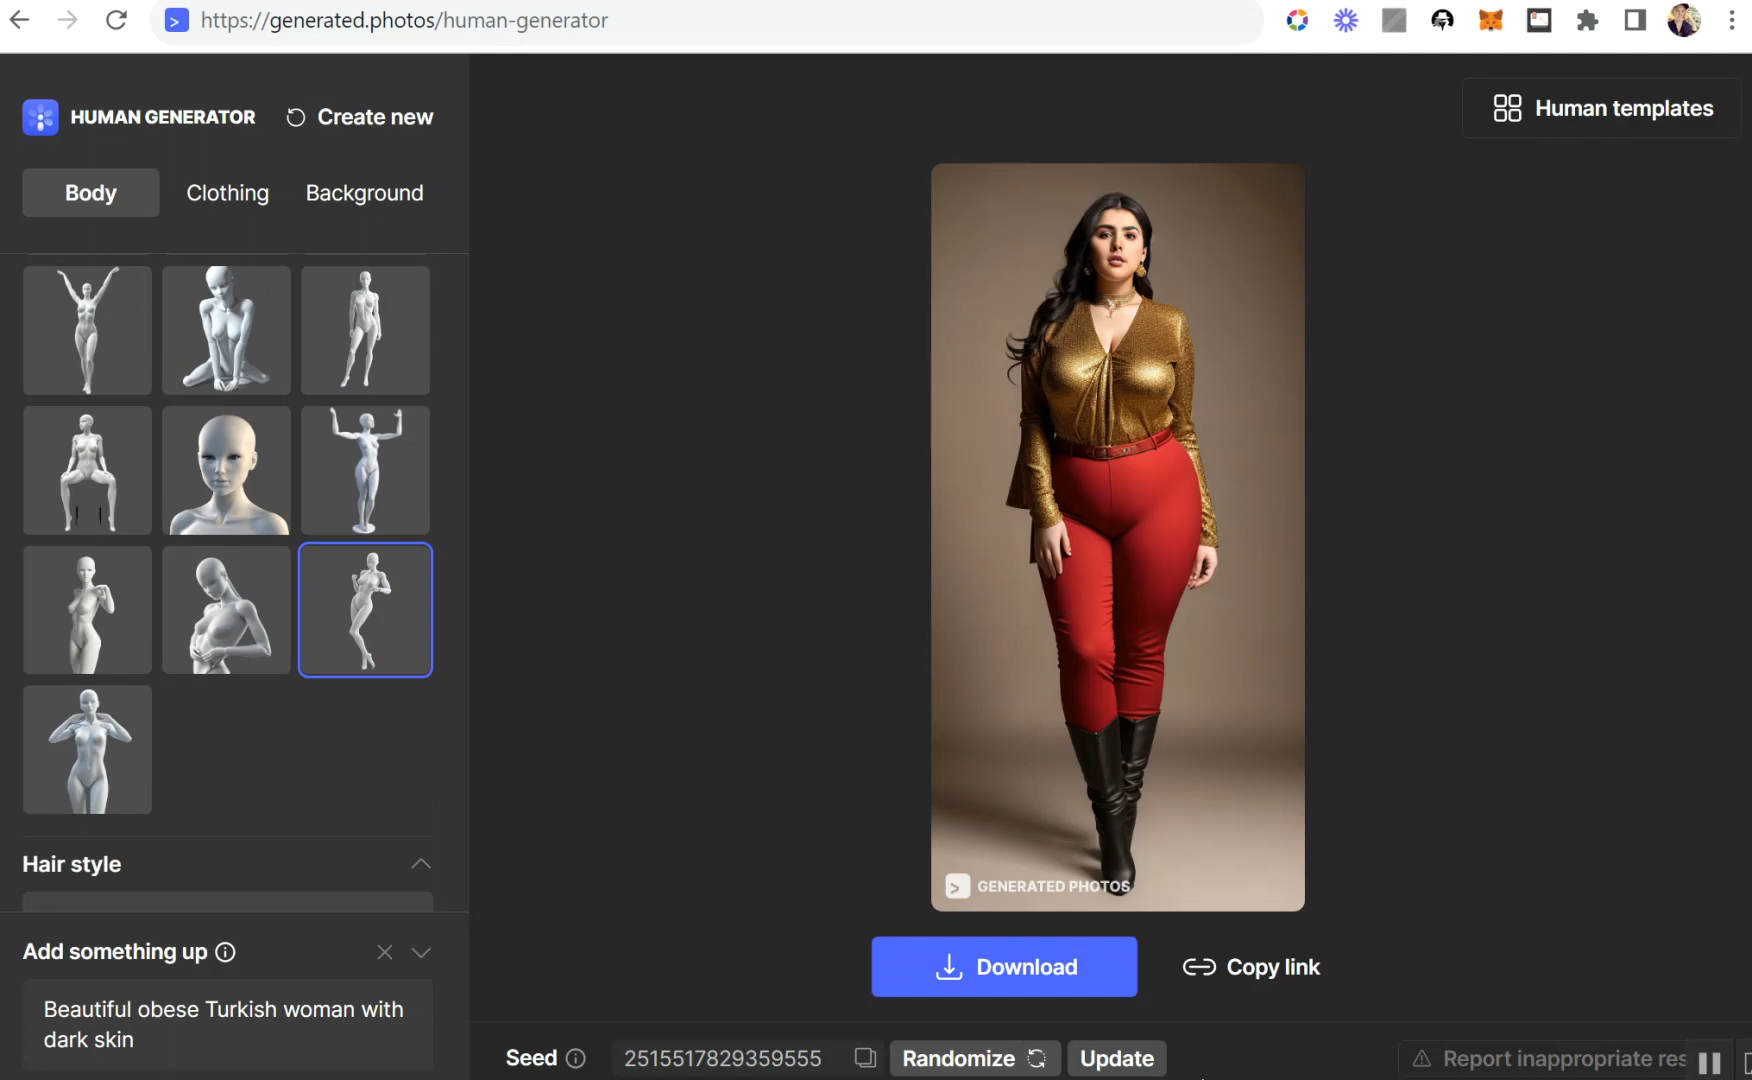 https://generated.photos/human-generator
HUMAN GENERATOR
Create new
Human templates
Body
Clothing
Background
Hair style
Add something up
Beautiful obese Turkish woman with
dark skin
GENERATED PHOTOS
Download
Copy link
Seed
2515517829359555
Randomize
Update
Report inappropriate res